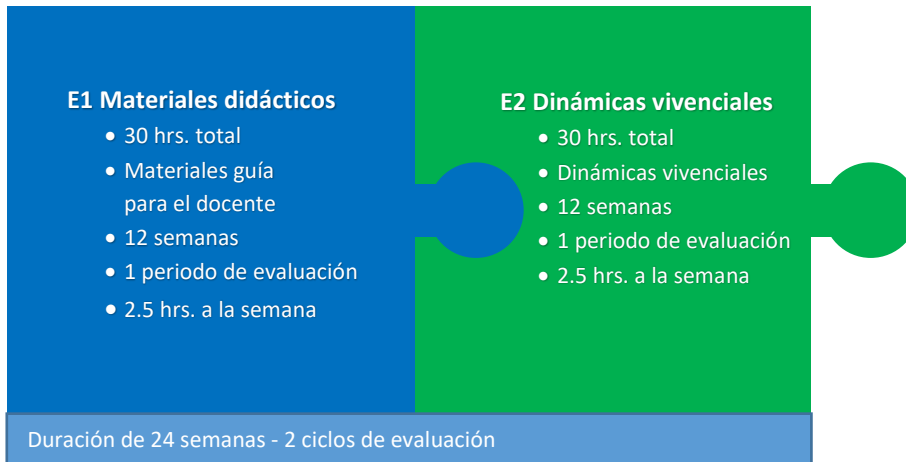 E1 Materiales didácticos
• 30 hrs. total
• Materiales guía
para el docente
• 12 semanas
• 1 periodo de evaluación
• 2.5 hrs. a la semana
E2 Dinámicas vivenciales
• 30 hrs. total
• Dinámicas vivenciales
• 12 semanas
• 1 periodo de evaluación
• 2.5 hrs. a la semana
Duración de 24 semanas - 2 ciclos de evaluación